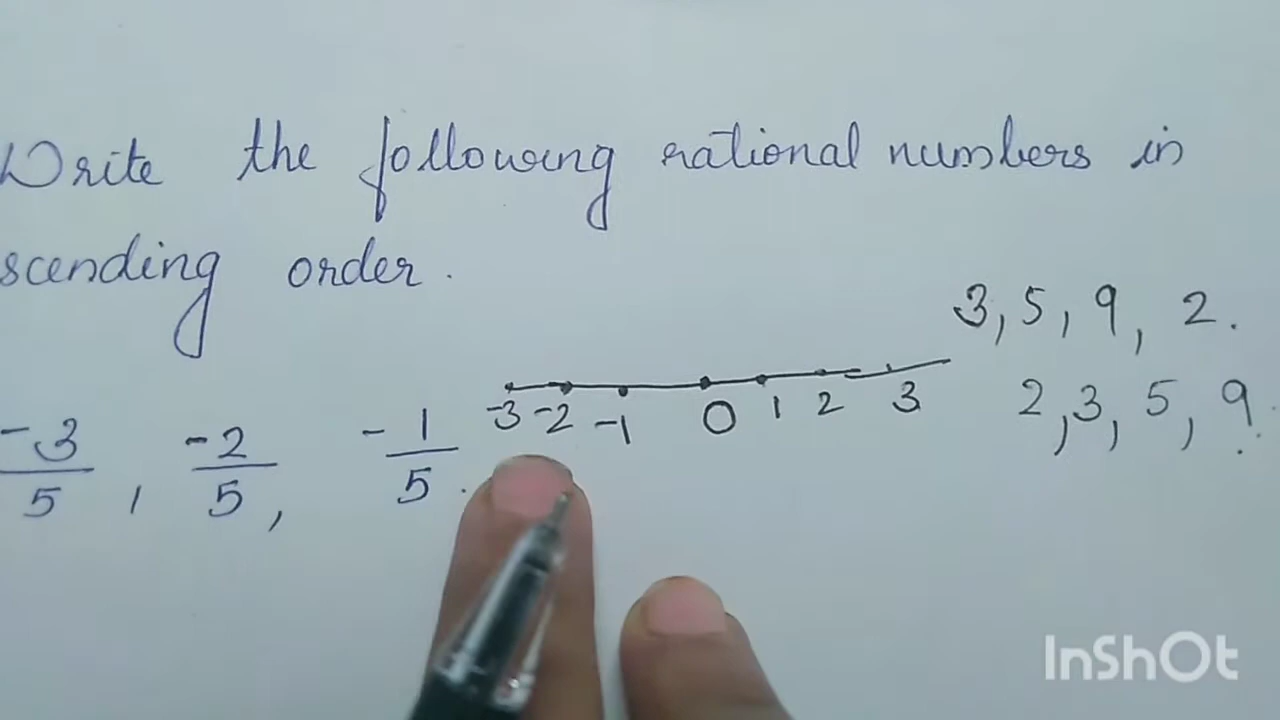 Write the following rational numbers in
scending order.
3, 5, 9, 2.
2, 3, 5, 9.
-3 -2 -1 0 1 2 3
-3/5, -2/5, -1/5.
InShOt